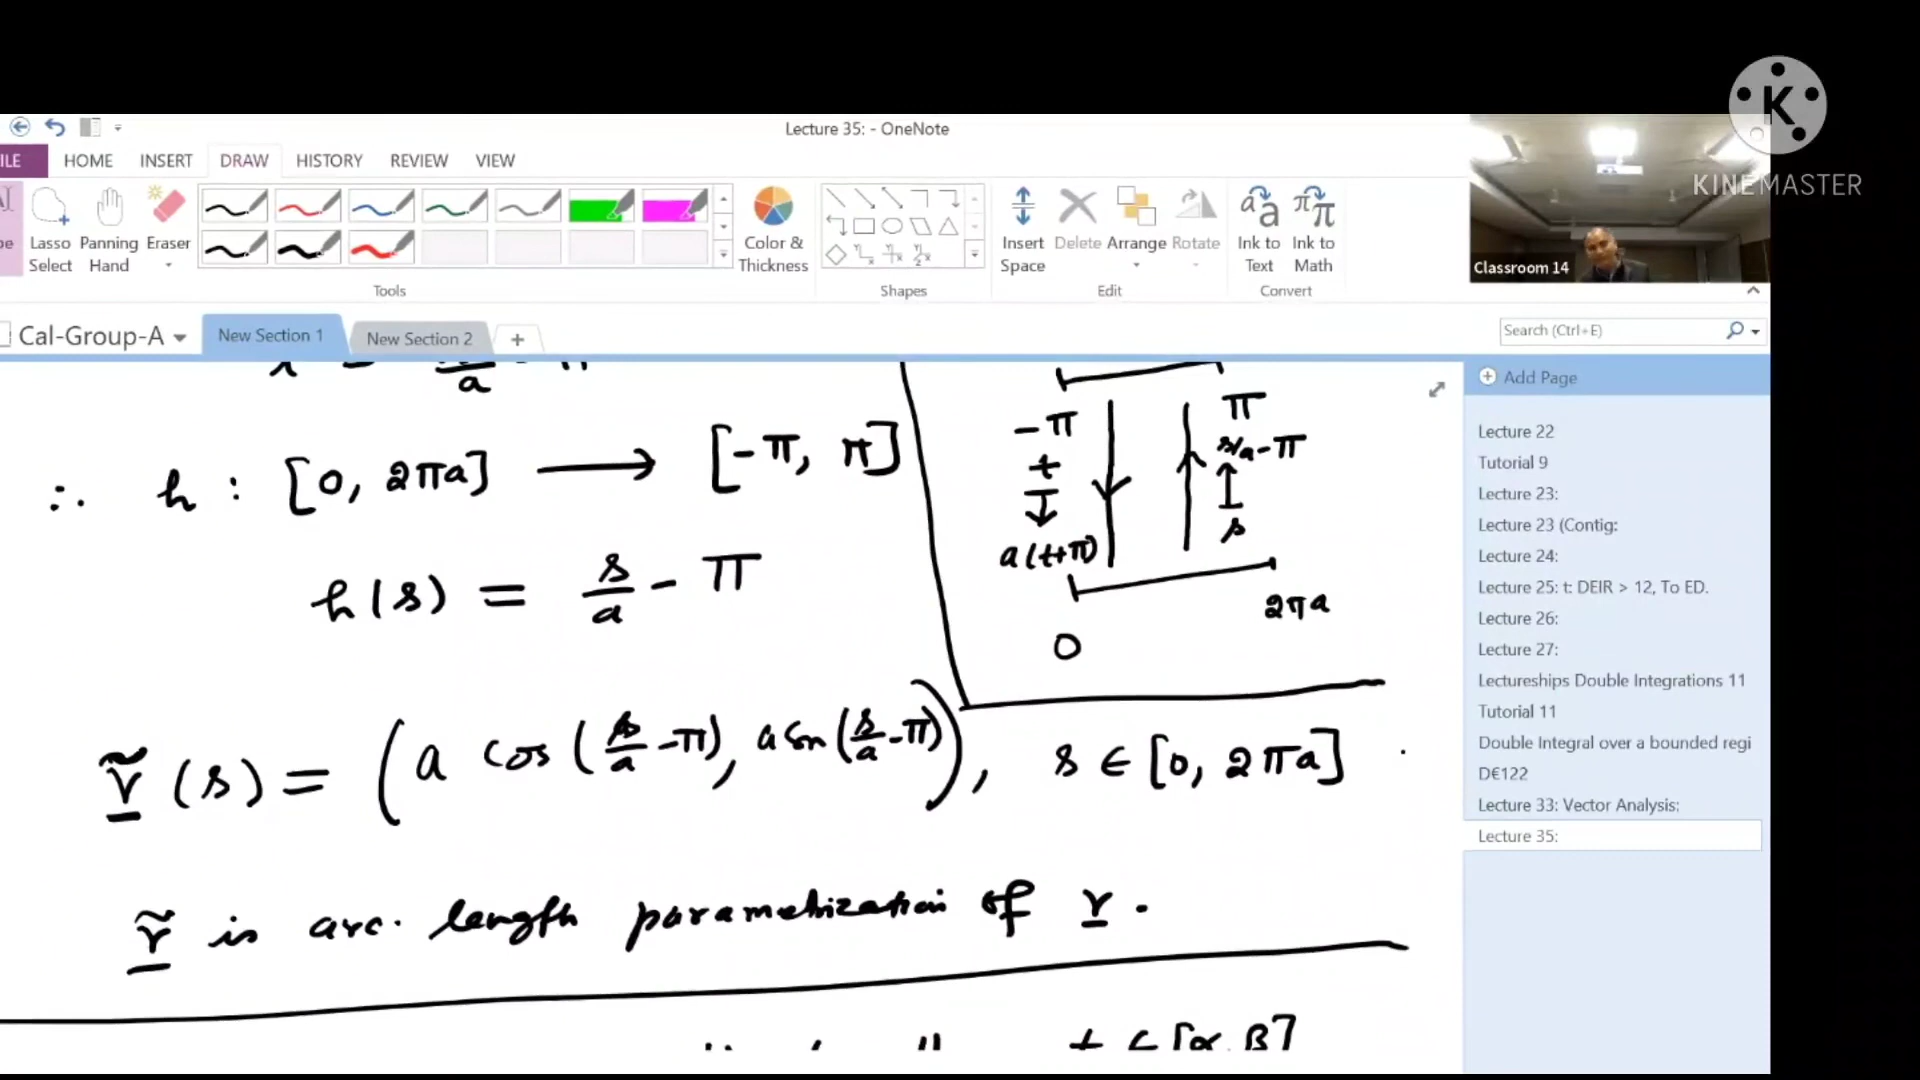 Lecture 35: - OneNote
K
KINEMASTER
ILE HOME INSERT DRAW HISTORY REVIEW VIEW
Lasso Select
Panning Hand
Eraser
Color & Thickness
Insert Space
Delete
Arrange
Rotate
Ink to Text
Ink to Math
Tools
Shapes
Edit
Convert
Classroom 14
Cal-Group-A
New Section 1
New Section 2
Search (Ctrl+E)
Add Page
Lecture 22
Tutorial 9
Lecture 23:
Lecture 23 (Contig:
Lecture 24:
Lecture 25: t: DEIR > 12, To ED.
Lecture 26:
Lecture 27:
Lectureships Double Integrations 11
Tutorial 11
Double Integral over a bounded regi
D€122
Lecture 33: Vector Analysis:
Lecture 35:
∴ h : [0, 2πa] ⟶ [-π, π]
h(s) = s/a - π
-π
t
↧
a(t+π)
π
s/a-π
↥
s
0
2πa
r̃(s) = (a cos(s/a-π), a sin(s/a-π)), s ∈ [0, 2πa]
r̃ is arc. length parametrization of r.
t ∈ [α, β]